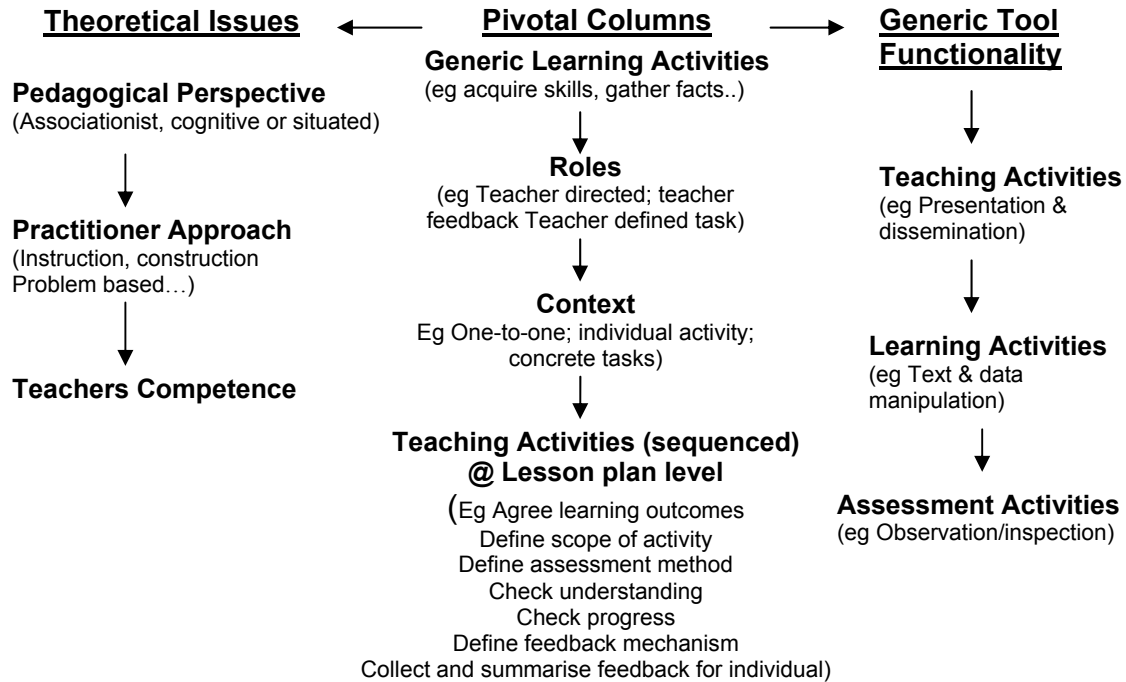 Theoretical Issues
Pedagogical Perspective
(Associationist, cognitive or situated)
Practitioner Approach
(Instruction, construction
Problem based…)
Teachers Competence
Pivotal Columns
Generic Learning Activities
(eg acquire skills, gather facts..)
Roles
(eg Teacher directed; teacher
feedback Teacher defined task)
Context
Eg One-to-one; individual activity;
concrete tasks)
Teaching Activities (sequenced)
@ Lesson plan level
(Eg Agree learning outcomes
Define scope of activity
Define assessment method
Check understanding
Check progress
Define feedback mechanism
Collect and summarise feedback for individual)
Generic Tool
Functionality
Teaching Activities
(eg Presentation &
dissemination)
Learning Activities
(eg Text & data
manipulation)
Assessment Activities
(eg Observation/inspection)